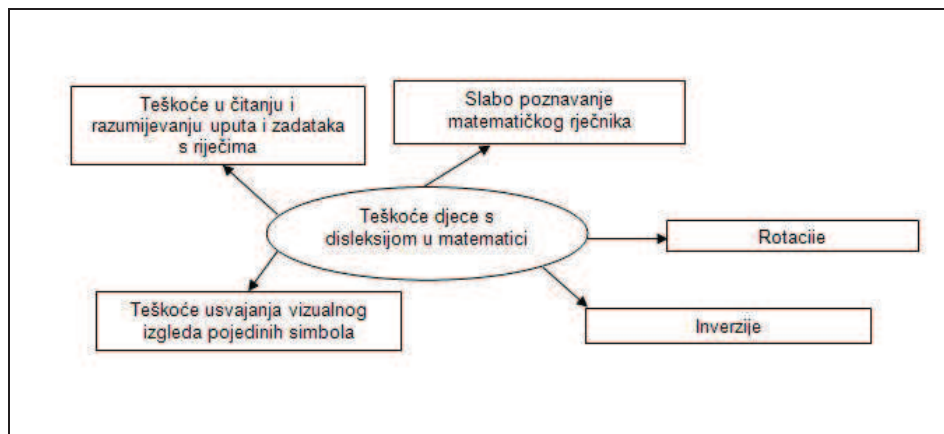 Teškoće u čitanju i
razumijevanju uputa i zadataka
s riječima
Slabo poznavanje
matematičkog rječnika
Teškoće djece s
disleksijom u matematici
Rotacije
Teškoće usvajanja vizualnog
izgleda pojedinih simbola
Inverzije